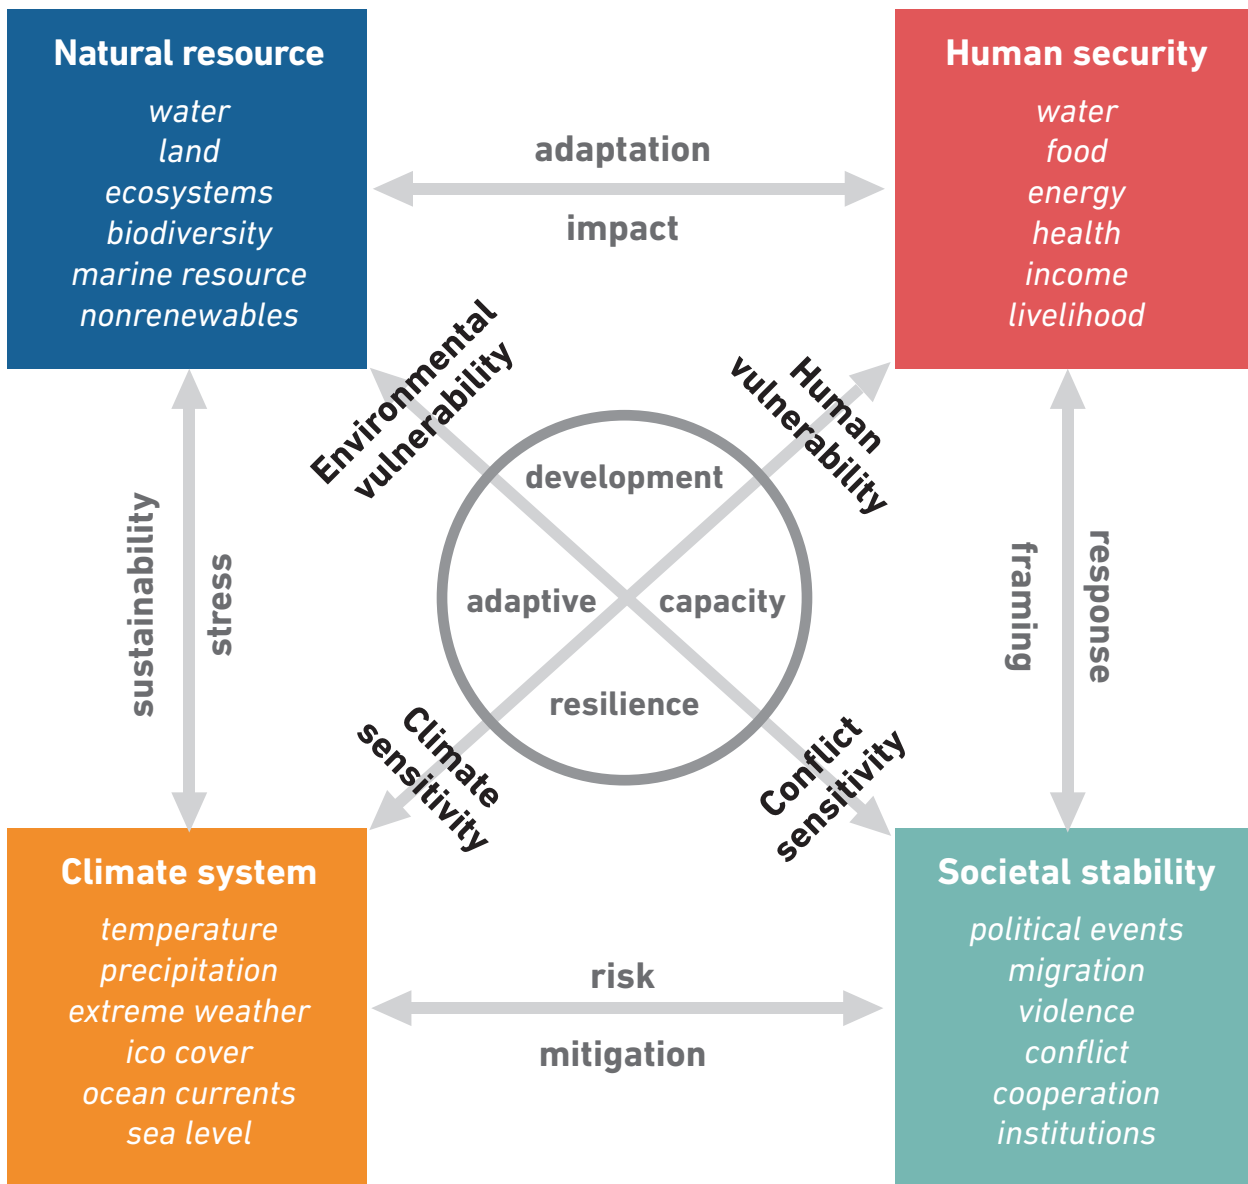 Natural resource
water
land
ecosystems
biodiversity
marine resource
nonrenewables
adaptation
impact
Human security
water
food
energy
health
income
livelihood
Environmental
vulnerability
Human
vulnerability
sustainability
stress
development
adaptive capacity
resilience
framing
response
Climate
sensitivity
Conflict
sensitivity
Climate system
temperature
precipitation
extreme weather
ico cover
ocean currents
sea level
risk
mitigation
Societal stability
political events
migration
violence
conflict
cooperation
institutions